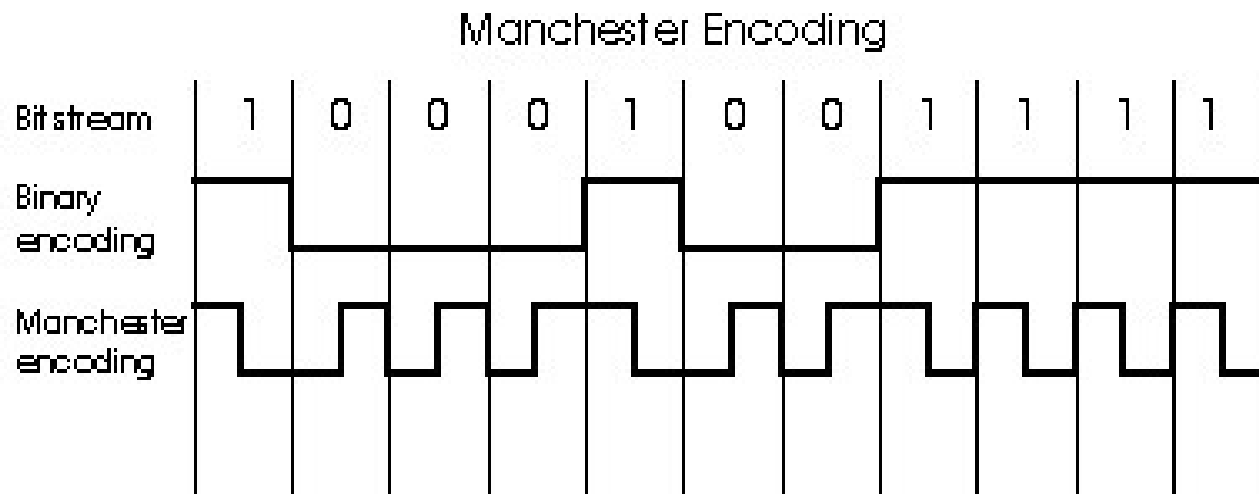 Manchester Encoding
Bitstream 1 0 0 0 1 0 0 1 1 1 1
Binary
encoding
Manchester
encoding